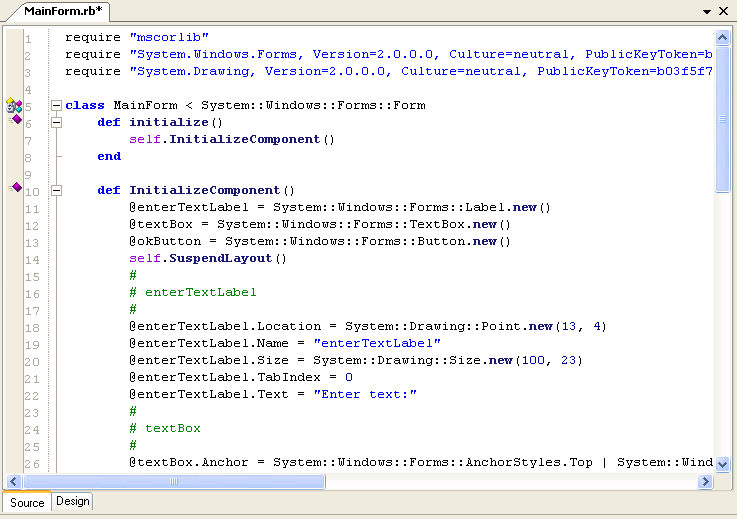 MainForm.rb*
1 require "mscorlib"
2 require "System.Windows.Forms, Version=2.0.0.0, Culture=neutral, PublicKeyToken=b
3 require "System.Drawing, Version=2.0.0.0, Culture=neutral, PublicKeyToken=b03f5f7
4
5 class MainForm < System::Windows::Forms::Form
6 def initialize()
7 self.InitializeComponent()
8 end
9
10 def InitializeComponent()
11 @enterTextLabel = System::Windows::Forms::Label.new()
12 @textBox = System::Windows::Forms::TextBox.new()
13 @okButton = System::Windows::Forms::Button.new()
14 self.SuspendLayout()
15 #
16 # enterTextLabel
17 #
18 @enterTextLabel.Location = System::Drawing::Point.new(13, 4)
19 @enterTextLabel.Name = "enterTextLabel"
20 @enterTextLabel.Size = System::Drawing::Size.new(100, 23)
21 @enterTextLabel.TabIndex = 0
22 @enterTextLabel.Text = "Enter text:"
23 #
24 # textBox
25 #
26 @textBox.Anchor = System::Windows::Forms::AnchorStyles.Top | System::Wind
Source Design